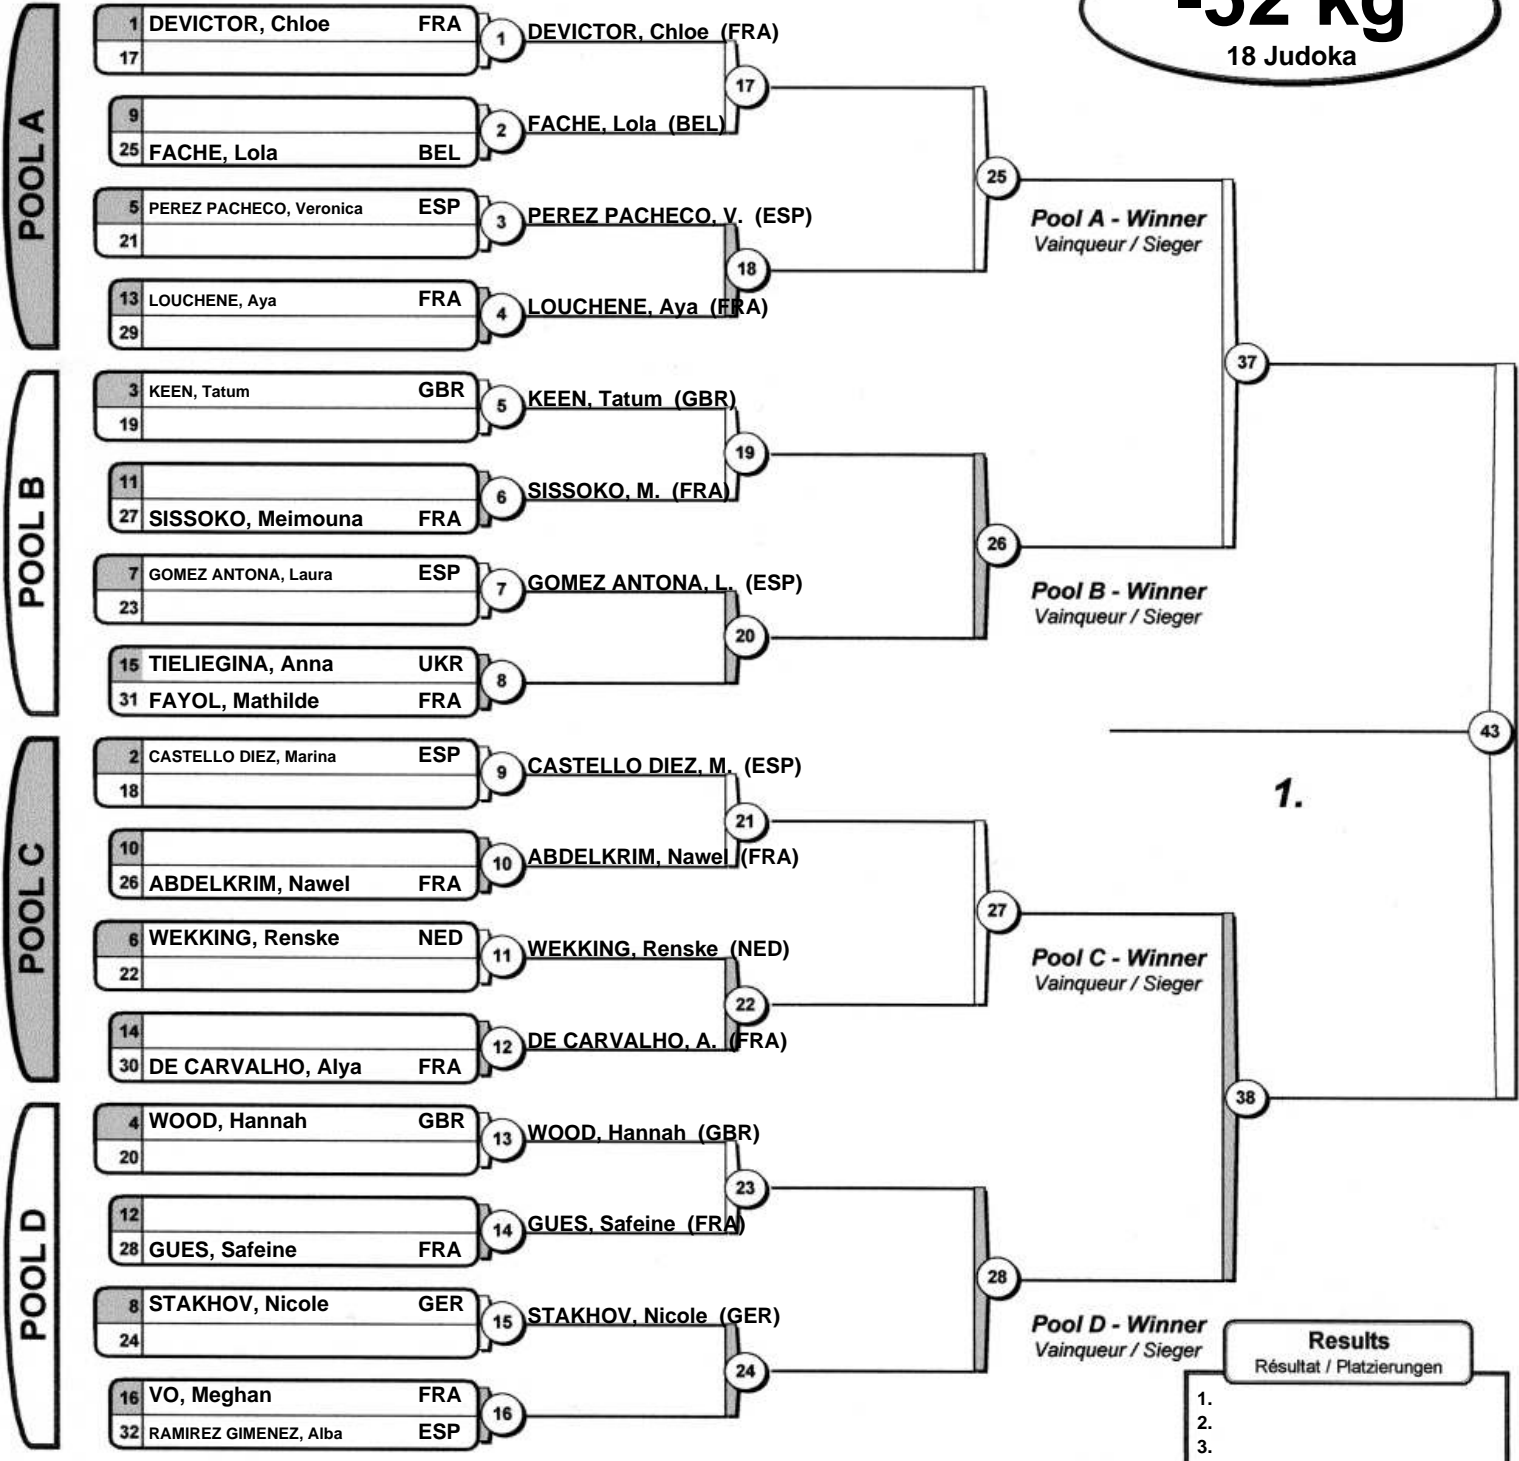 -52 kg
18 Judoka
POOL A
1 DEVICTOR, Chloe FRA
17
1 DEVICTOR, Chloe (FRA)
9
25 FACHE, Lola BEL
2 FACHE, Lola (BEL)
17
5 PEREZ PACHECO, Veronica ESP
21
3 PEREZ PACHECO, V. (ESP)
13 LOUCHENE, Aya FRA
29
4 LOUCHENE, Aya (FRA)
18
25
Pool A - Winner
Vainqueur / Sieger
POOL B
3 KEEN, Tatum GBR
19
5 KEEN, Tatum (GBR)
11
27 SISSOKO, Meimouna FRA
6 SISSOKO, M. (FRA)
19
7 GOMEZ ANTONA, Laura ESP
23
7 GOMEZ ANTONA, L. (ESP)
15 TIELIEGINA, Anna UKR
31 FAYOL, Mathilde FRA
8
20
26
Pool B - Winner
Vainqueur / Sieger
37
POOL C
2 CASTELLO DIEZ, Marina ESP
18
9 CASTELLO DIEZ, M. (ESP)
10
26 ABDELKRIM, Nawel FRA
10 ABDELKRIM, Nawel (FRA)
21
6 WEKKING, Renske NED
22
11 WEKKING, Renske (NED)
14
30 DE CARVALHO, Alya FRA
12 DE CARVALHO, A. (FRA)
22
27
Pool C - Winner
Vainqueur / Sieger
POOL D
4 WOOD, Hannah GBR
20
13 WOOD, Hannah (GBR)
12
28 GUES, Safeine FRA
14 GUES, Safeine (FRA)
23
8 STAKHOV, Nicole GER
24
15 STAKHOV, Nicole (GER)
16 VO, Meghan FRA
32 RAMIREZ GIMENEZ, Alba ESP
16
24
28
Pool D - Winner
Vainqueur / Sieger
38
43
1.
Results
Résultat / Platzierungen
1.
2.
3.